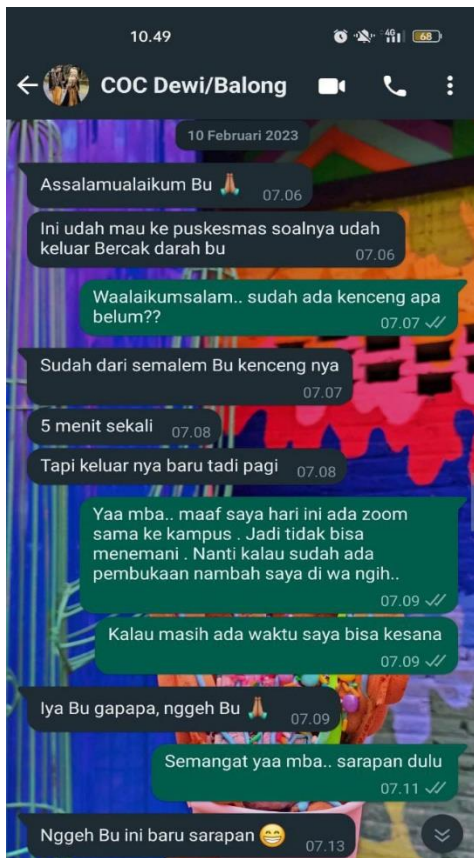 10.49
4G
68
COC Dewi/Balong
10 Februari 2023
Assalamualaikum Bu 🙏🏽
07.06
Ini udah mau ke puskesmas soalnya udah
keluar Bercak darah bu
07.06
Waalaikumsalam.. sudah ada kenceng apa
belum??
07.07
Sudah dari semalem Bu kenceng nya
07.07
5 menit sekali 07.08
Tapi keluar nya baru tadi pagi 07.08
Yaa mba.. maaf saya hari ini ada zoom
sama ke kampus . Jadi tidak bisa
menemani . Nanti kalau sudah ada
pembukaan nambah saya di wa ngih..
07.09
Kalau masih ada waktu saya bisa kesana
07.09
Iya Bu gapapa, nggeh Bu 🙏🏽
07.09
Semangat yaa mba.. sarapan dulu
07.11
Nggeh Bu ini baru sarapan 😁
07.13